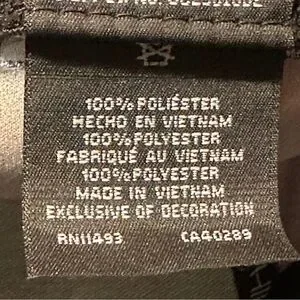 100% POLIÉSTER
HECHO EN VIETNAM
100% POLYESTER
FABRIQUÉ AU VIETNAM
100% POLYESTER
MADE IN VIETNAM
EXCLUSIVE OF DECORATION
RN11493 CA40289